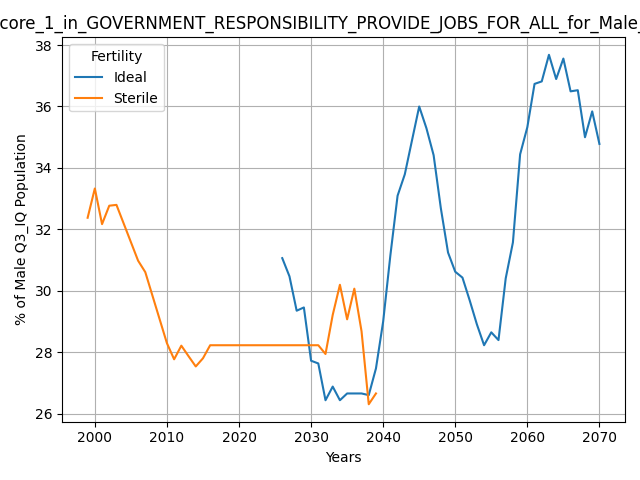 core_1_in_GOVERNMENT_RESPONSIBILITY_PROVIDE_JOBS_FOR_ALL_for_Male_
Fertility
Ideal
Sterile
% of Male Q3_IQ Population
38
36
34
32
30
28
26
2000
2010
2020
2030
2040
2050
2060
2070
Years